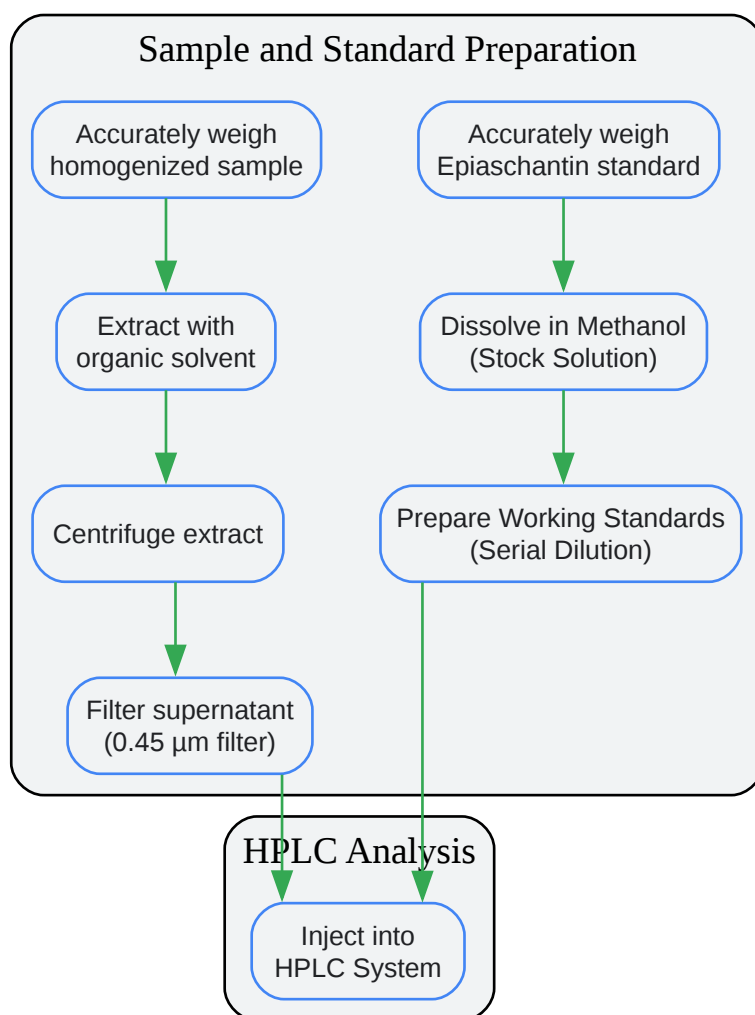 Sample and Standard Preparation
Accurately weigh
homogenized sample
Accurately weigh
Epiaschantin standard
Extract with
organic solvent
Dissolve in Methanol
(Stock Solution)
Centrifuge extract
Prepare Working Standards
(Serial Dilution)
Filter supernatant
(0.45 µm filter)
HPLC Analysis
Inject into
HPLC System